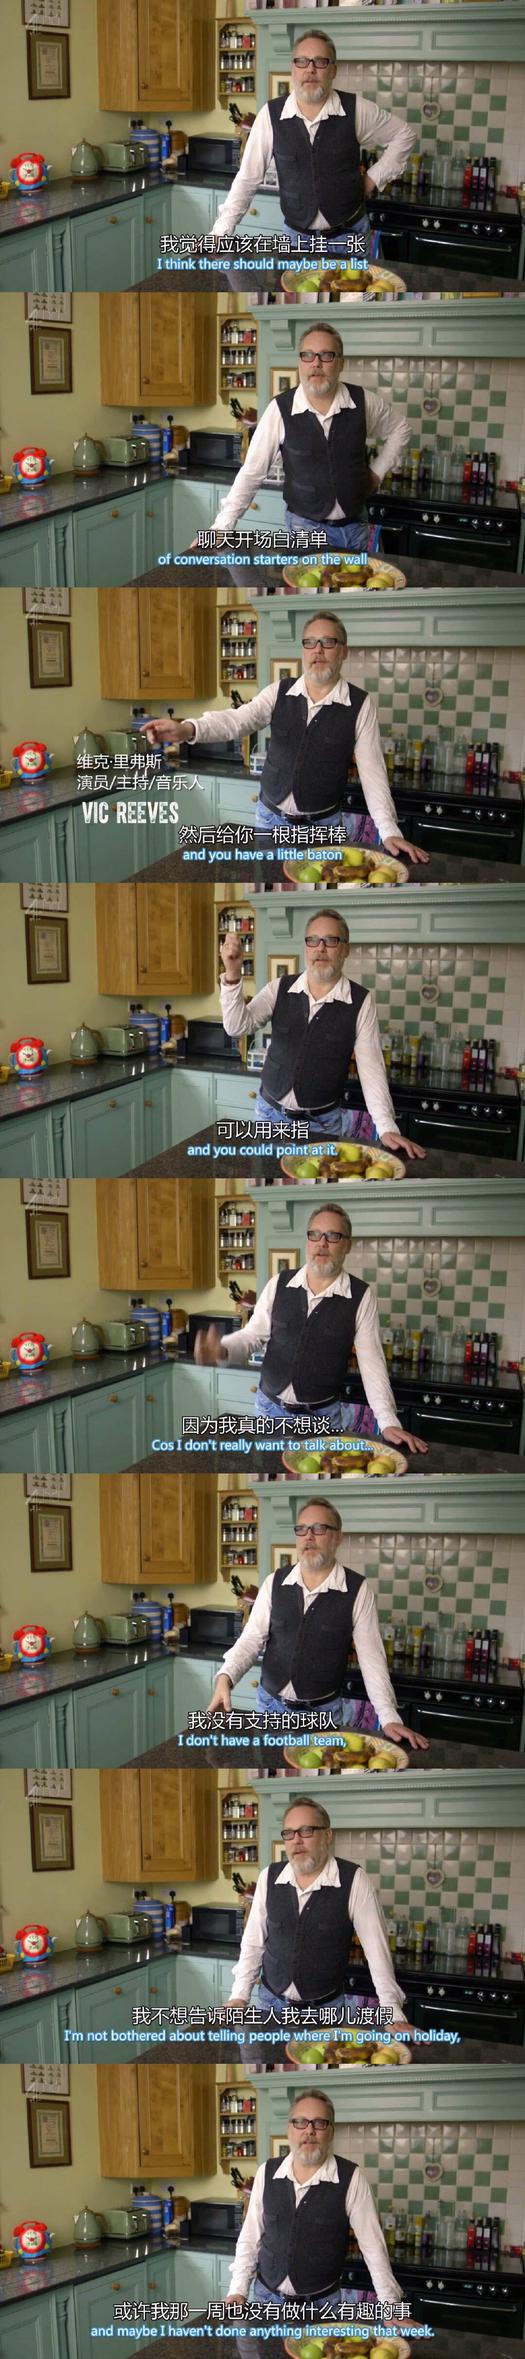 我觉得应该在墙上挂一张
I think there should maybe be a list
聊天开场白清单
of conversation starters on the wall
维克·里弗斯
演员/主持/音乐人
VIC REEVES
然后给你一根指挥棒
and you have a little baton
可以用来指
and you could point at it.
因为我真的不想谈...
Cos I don't really want to talk about...
我没有支持的球队
I don't have a football team,
我不想告诉陌生人我去哪儿渡假
I'm not bothered about telling people where I'm going on holiday,
或许我那一周也没有做什么有趣的事
and maybe I haven't done anything interesting that week.